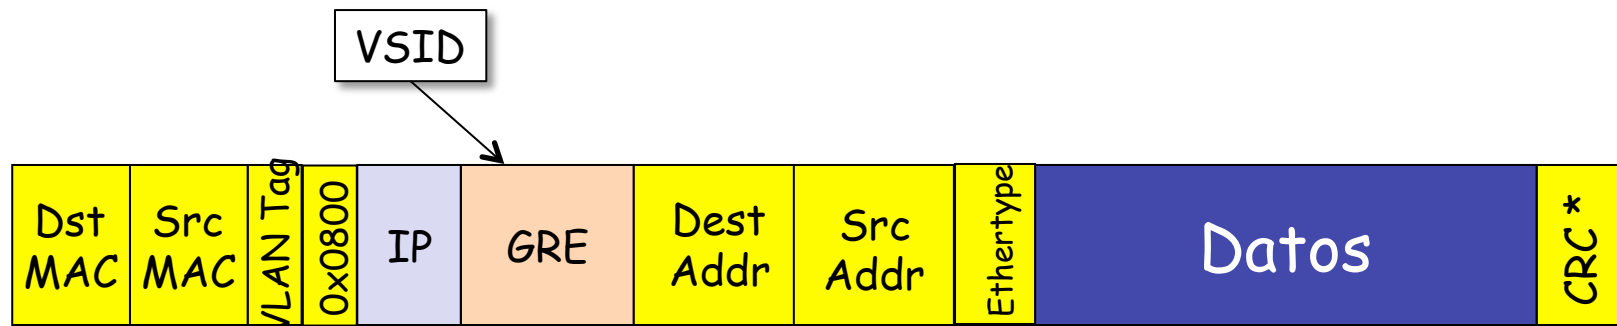 VSID
Dst
MAC
Src
MAC
VLAN Tag
0x0800
IP
GRE
Dest
Addr
Src
Addr
Ethertype
Datos
CRC *